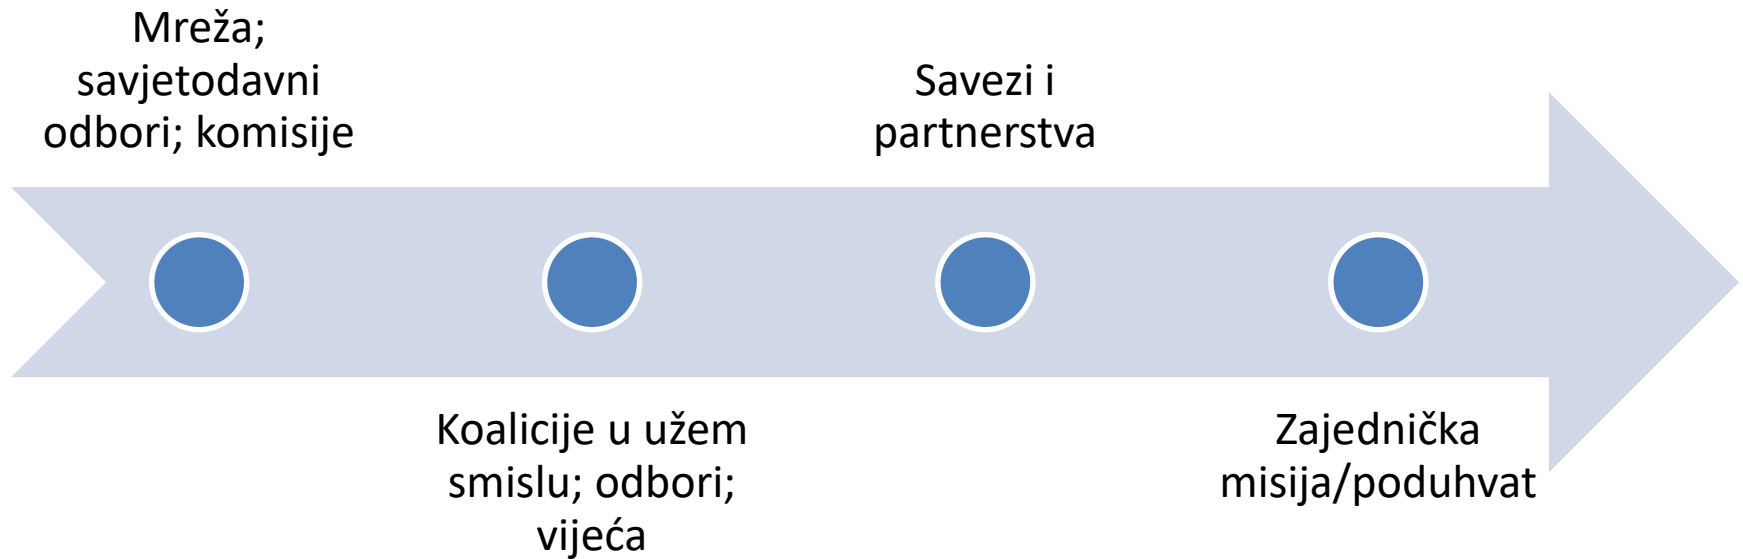 Mreža;
savjetodavni
odbori; komisije
Koalicije u užem
smislu; odbori;
vijeća
Savezi i
partnerstva
Zajednička
misija/poduhvat